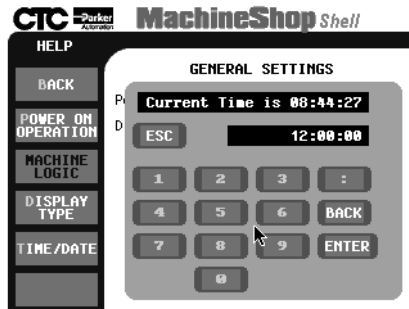 CTC Parker Automation MachineShop Shell
HELP
GENERAL SETTINGS
BACK
POWER ON
OPERATION
MACHINE
LOGIC
DISPLAY
TYPE
TIME/DATE
P
D
Current Time is 08:44:27
ESC 12:00:00
1 2 3 :
4 5 6 BACK
7 8 9 ENTER
0